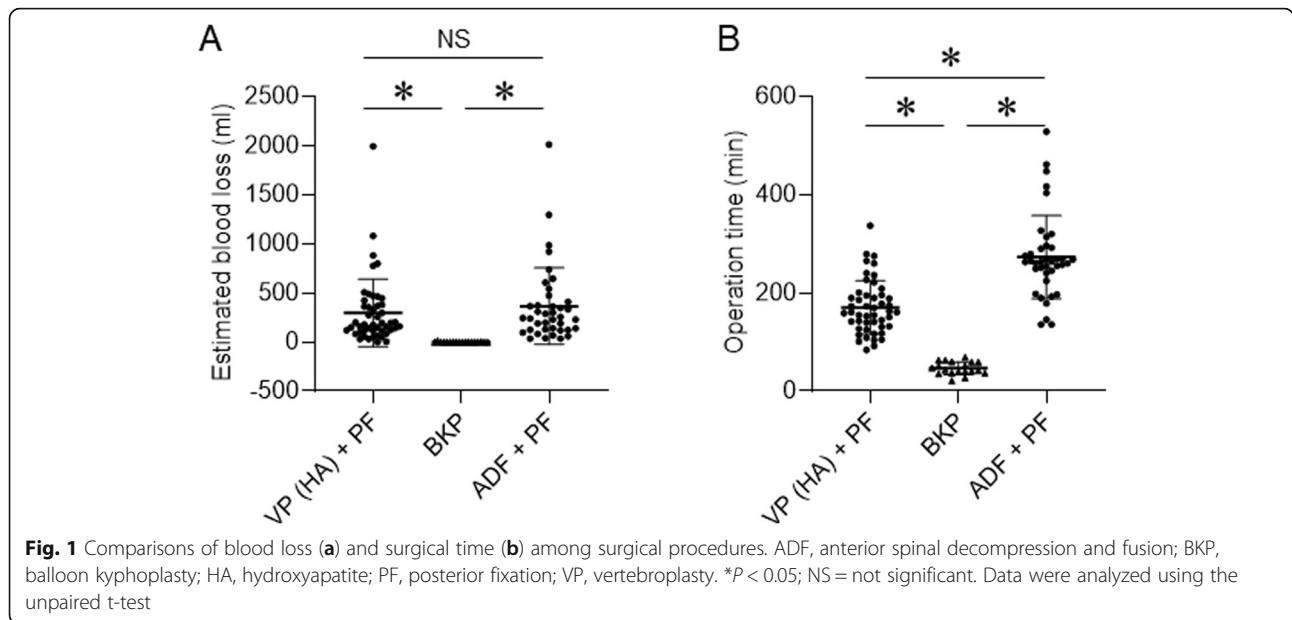 A
NS
*
*
Estimated blood loss (ml)
2500
2000
1500
1000
500
0
-500
VP (HA) + PF
BKP
ADF + PF
B
*
*
*
Operation time (min)
600
400
200
0
VP (HA) + PF
BKP
ADF + PF
Fig. 1 Comparisons of blood loss (a) and surgical time (b) among surgical procedures. ADF, anterior spinal decompression and fusion; BKP,
balloon kyphoplasty; HA, hydroxyapatite; PF, posterior fixation; VP, vertebroplasty. *P < 0.05; NS = not significant. Data were analyzed using the
unpaired t-test